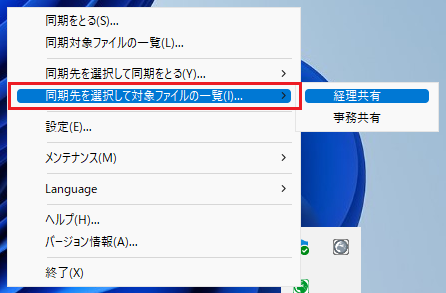 同期をとる(S)...
同期対象ファイルの一覧(L)...
同期先を選択して同期をとる(Y)...
同期先を選択して対象ファイルの一覧(I)...
経理共有
事務共有
設定(E)...
メンテナンス(M)
Language
ヘルプ(H)...
バージョン情報(A)...
終了(X)